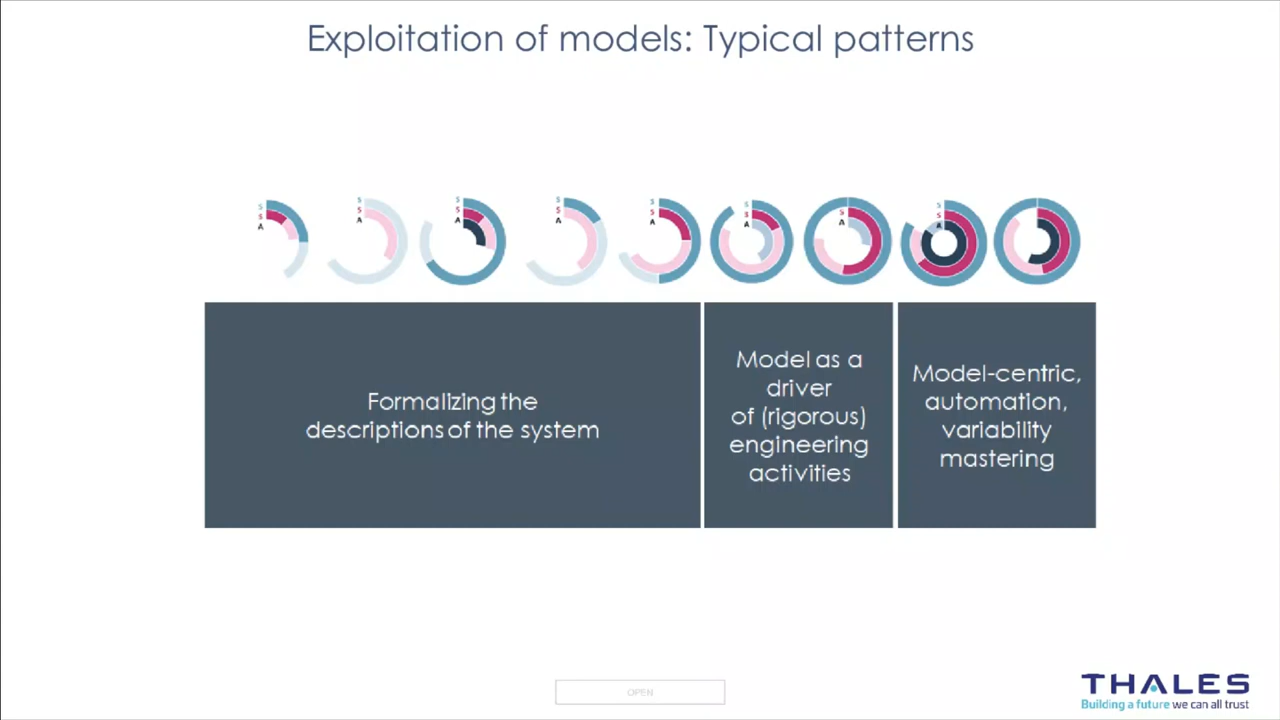 Exploitation of models: Typical patterns
S
S
A
S
S
A
S
S
A
S
S
A
S
S
A
S
S
A
S
S
A
S
S
A
S
S
A
Formalizing the
descriptions of the system
Model as a
driver
of (rigorous)
engineering
activities
Model-centric,
automation,
variability
mastering
OPEN
THALES
Building a future we can all trust